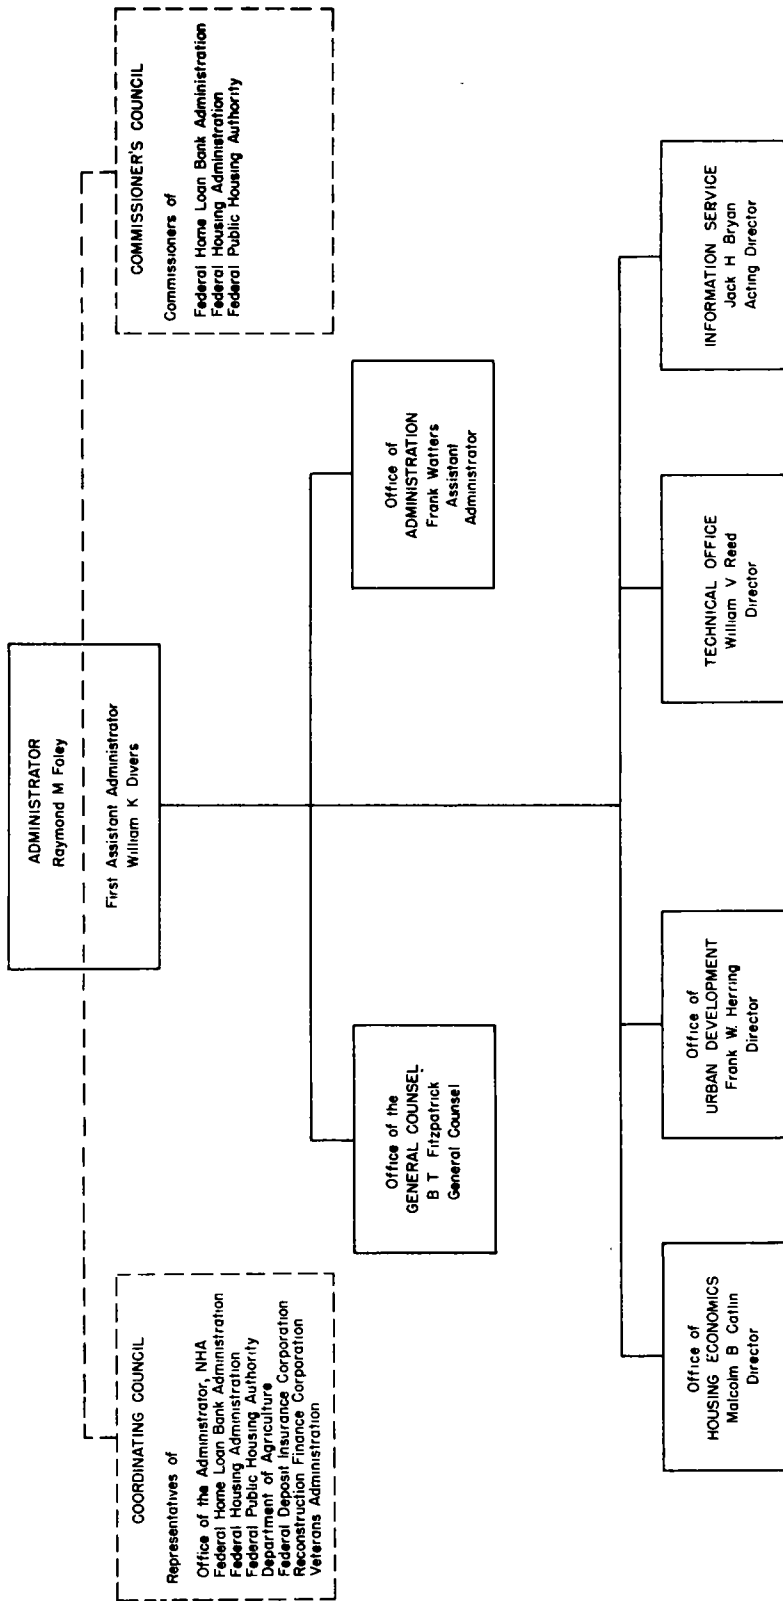 ADMINISTRATOR
Raymond M Foley
First Assistant Administrator
William K Divers
COORDINATING COUNCIL
Representatives of
Office of the Administrator, NHA
Federal Home Loan Bank Administration
Federal Housing Administration
Federal Public Housing Authority
Department of Agriculture
Federal Deposit Insurance Corporation
Reconstruction Finance Corporation
Veterans Administration
COMMISSIONER'S COUNCIL
Commissioners of
Federal Home Loan Bank Administration
Federal Housing Administration
Federal Public Housing Authority
Office of the
GENERAL COUNSEL
B T Fitzpatrick
General Counsel
Office of
ADMINISTRATION
Frank Watters
Assistant
Administrator
Office of
HOUSING ECONOMICS
Malcolm B Catlin
Director
Office of
URBAN DEVELOPMENT
Frank W. Herring
Director
TECHNICAL OFFICE
William V Reed
Director
INFORMATION SERVICE
Jack H Bryan
Acting Director